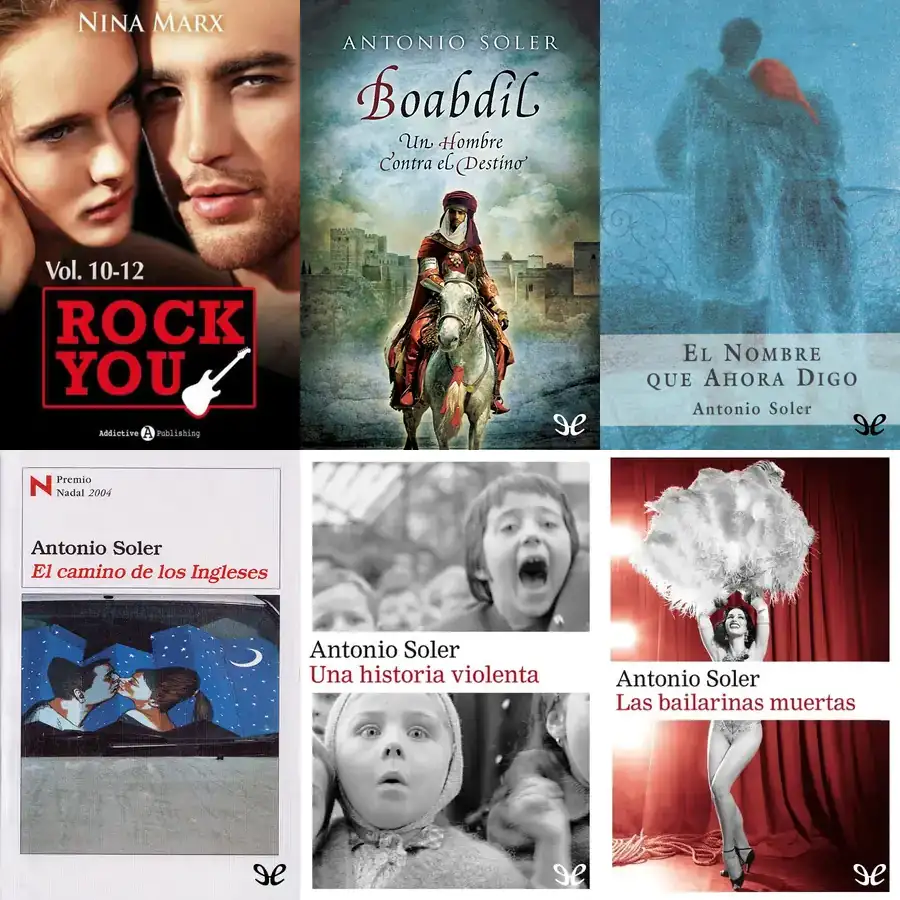 NINA MARX
Vol. 10-12
ROCK
YOU
Addictive A Publishing
ANTONIO SOLER
Boabdil
Un Hombre
Contra el Destino
EL NOMBRE
QUE AHORA DIGO
Antonio Soler
N Premio
Nadal 2004
Antonio Soler
El camino de los Ingleses
Antonio Soler
Una historia violenta
Antonio Soler
Las bailarinas muertas